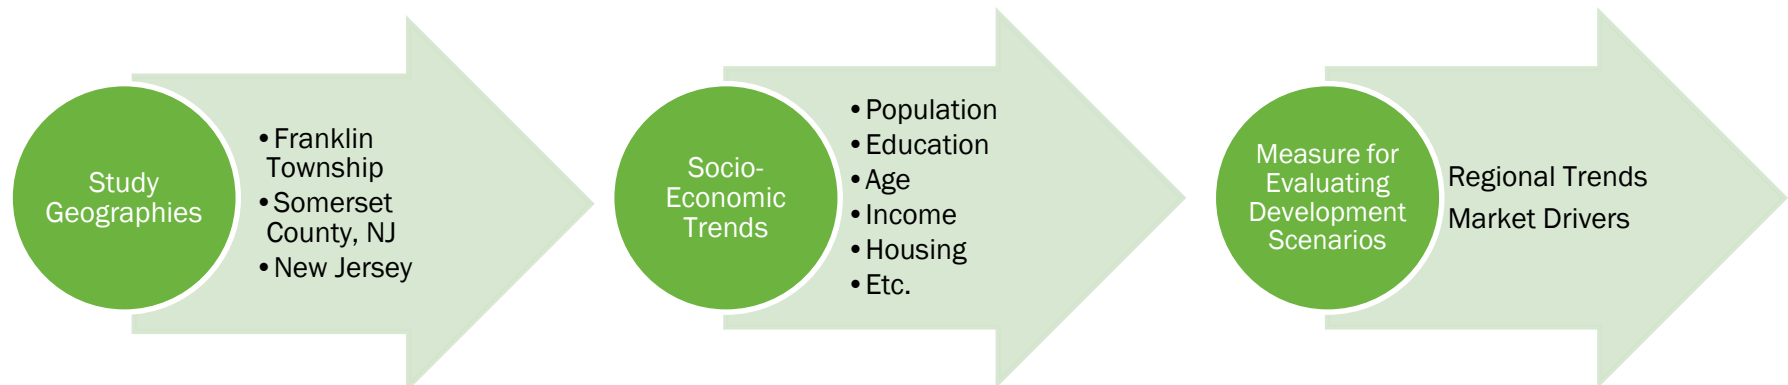 Study
Geographies
•Franklin
Township
•Somerset
County, NJ
•New Jersey
Socio-
Economic
Trends
•Population
•Education
•Age
•Income
•Housing
•Etc.
Measure for
Evaluating
Development
Scenarios
Regional Trends
Market Drivers